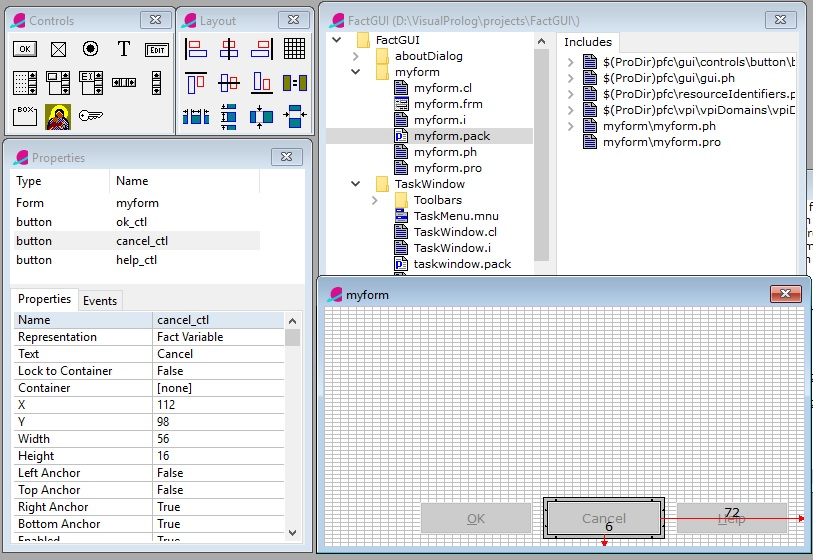 Controls
OK
T
EDIT
BOX
Layout
FactGUI (D:\VisualProlog\projects\FactGUI\)
FactGUI
aboutDialog
myform
myform.cl
myform.frm
myform.i
myform.pack
myform.ph
myform.pro
TaskWindow
Toolbars
TaskMenu.mnu
TaskWindow.cl
TaskWindow.i
taskwindow.pack
Includes
$(ProDir)pfc\gui\controls\button\b
$(ProDir)pfc\gui\gui.ph
$(ProDir)pfc\resourceIdentifiers.p
$(ProDir)pfc\vpi\vpiDomains\vpiD
myform\myform.ph
myform\myform.pro
Properties
Type Name
Form myform
button ok_ctl
button cancel_ctl
button help_ctl
Properties Events
Name cancel_ctl
Representation Fact Variable
Text Cancel
Lock to Container False
Container [none]
X 112
Y 98
Width 56
Height 16
Left Anchor False
Top Anchor False
Right Anchor True
Bottom Anchor True
Enabled True
myform
OK Cancel Help
6 72